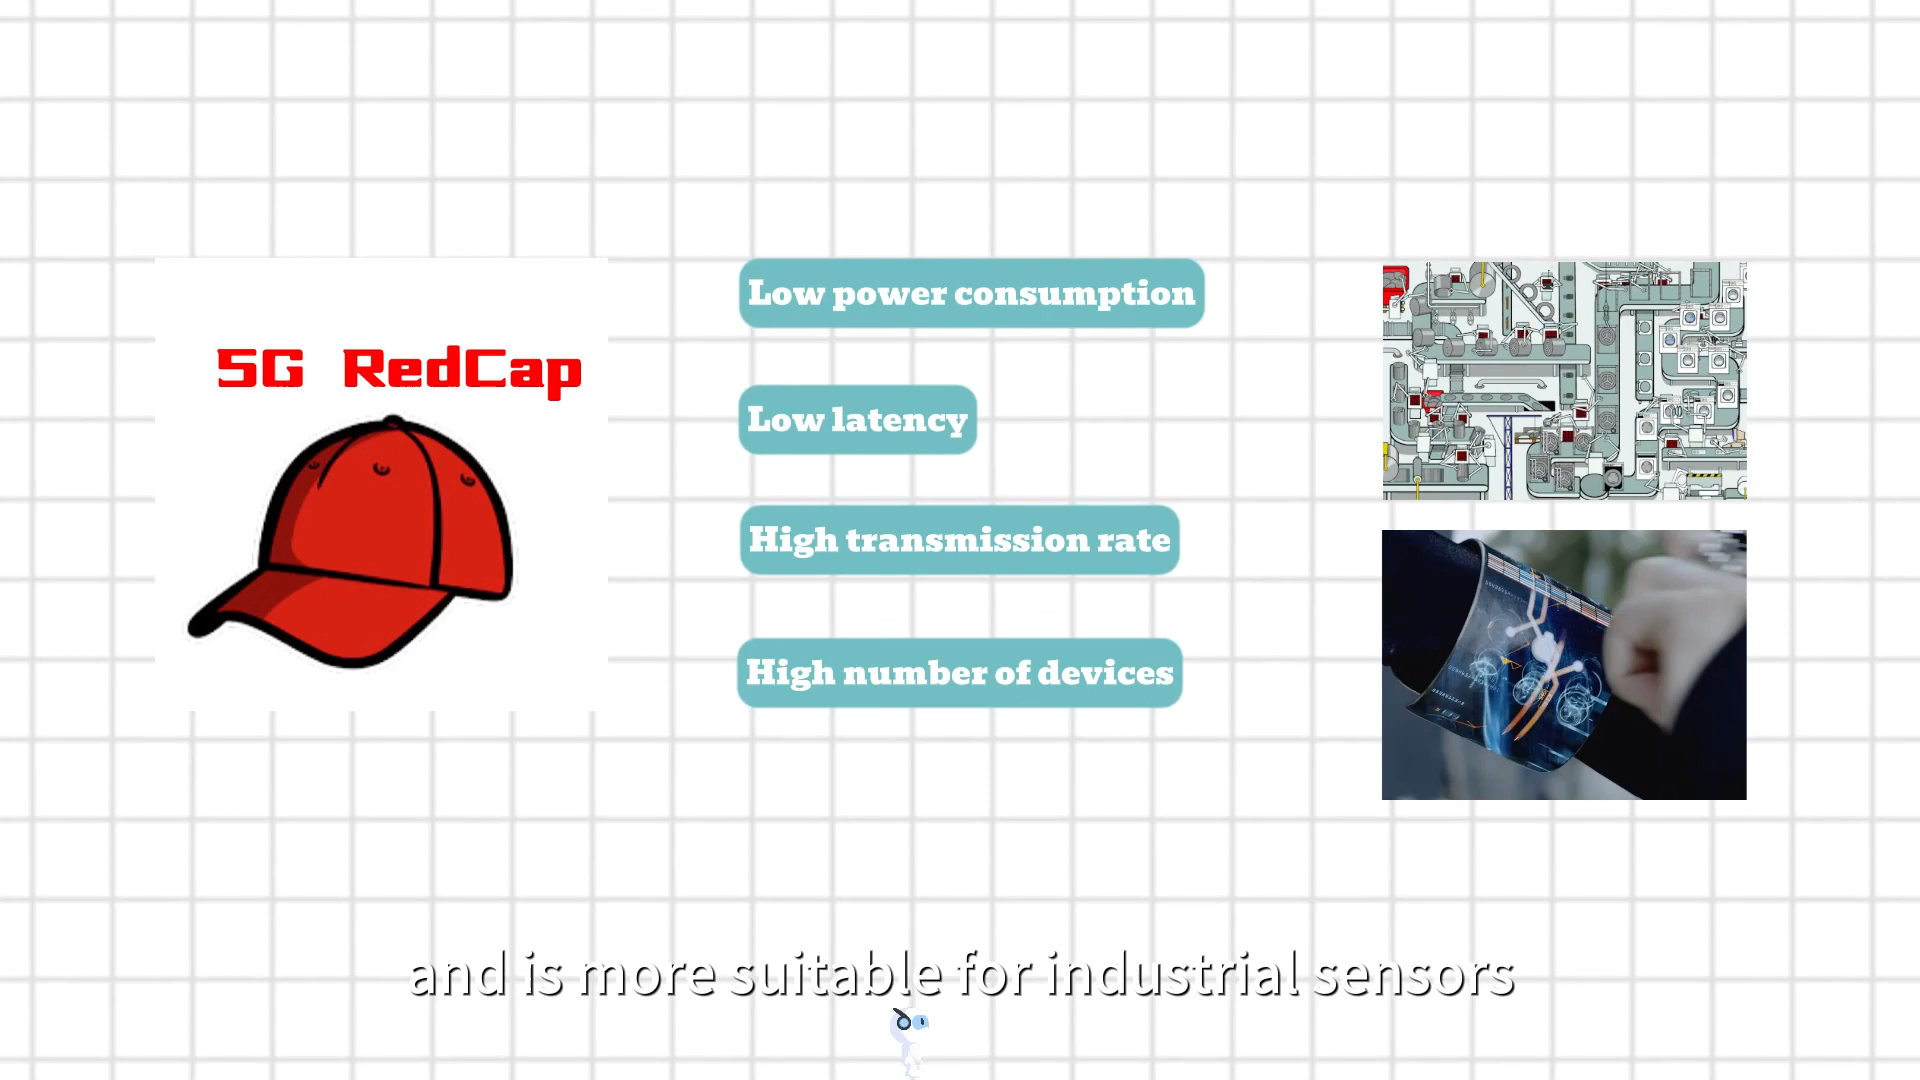 5G RedCap
Low power consumption
Low latency
High transmission rate
High number of devices
and is more suitable for industrial sensors